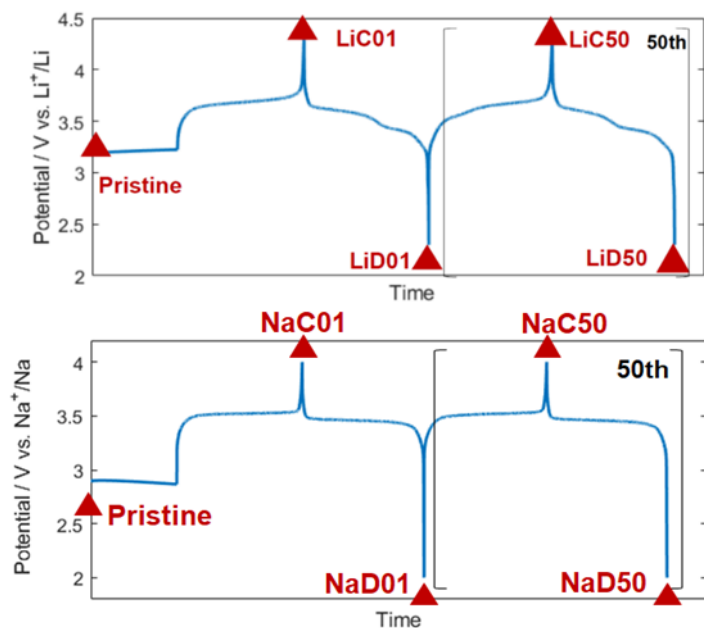 4.5
LiC01
LiC50
50th
4
3.5
3
Pristine
2.5
LiD01
LiD50
2
Time
Potential / V vs. Li⁺/Li
NaC01
NaC50
4
50th
3.5
3
2.5
Pristine
2
NaD01
NaD50
Time
Potential / V vs. Na⁺/Na